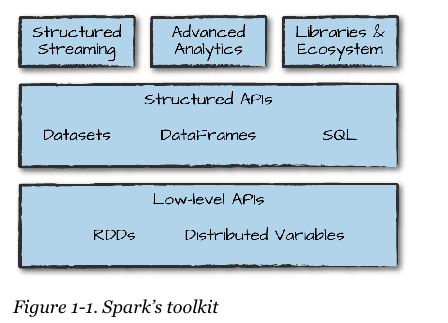 Structured
Streaming
Advanced
Analytics
Libraries &
Ecosystem
Structured APIs
Datasets DataFrames SQL
Low-level APIs
RDDs Distributed Variables
Figure 1-1. Spark’s toolkit